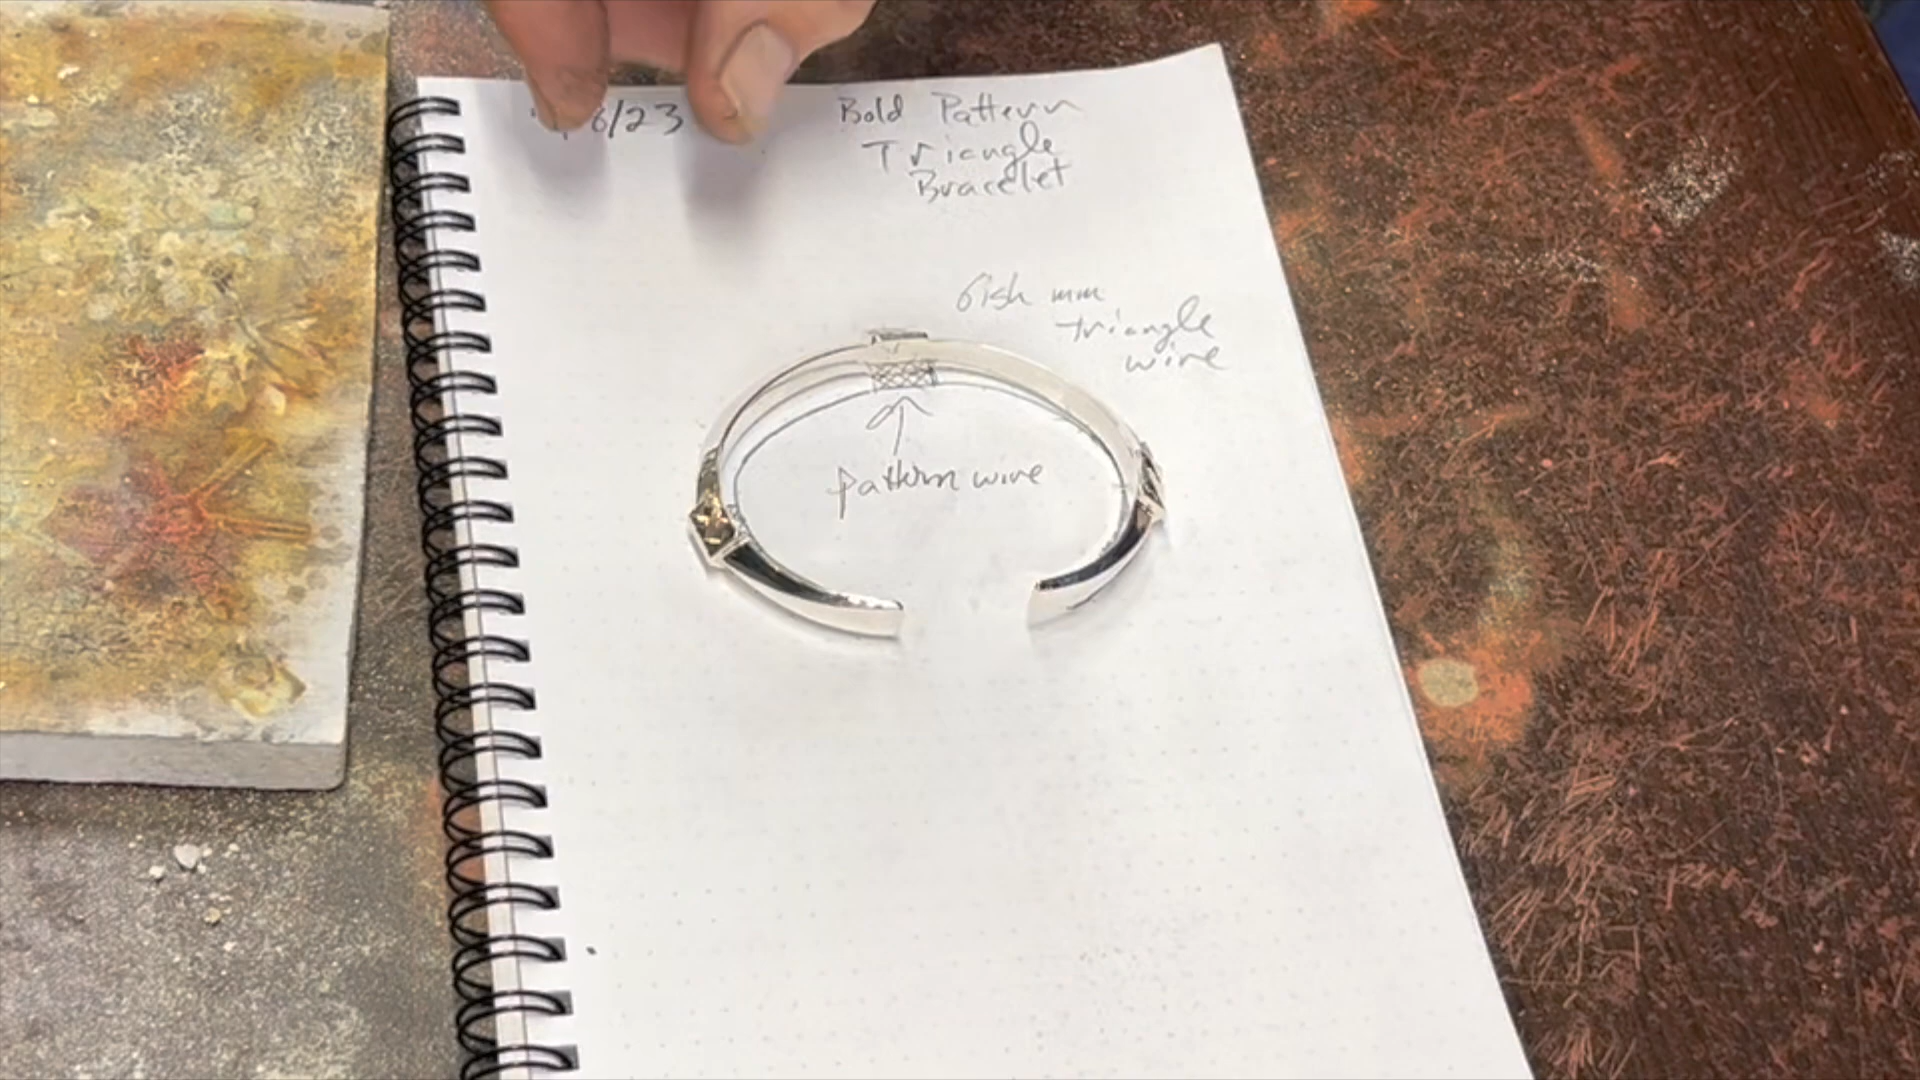 6/23
Bold Pattern
Triangle
Bracelet
6ish mm
triangle
wire
pattern wire